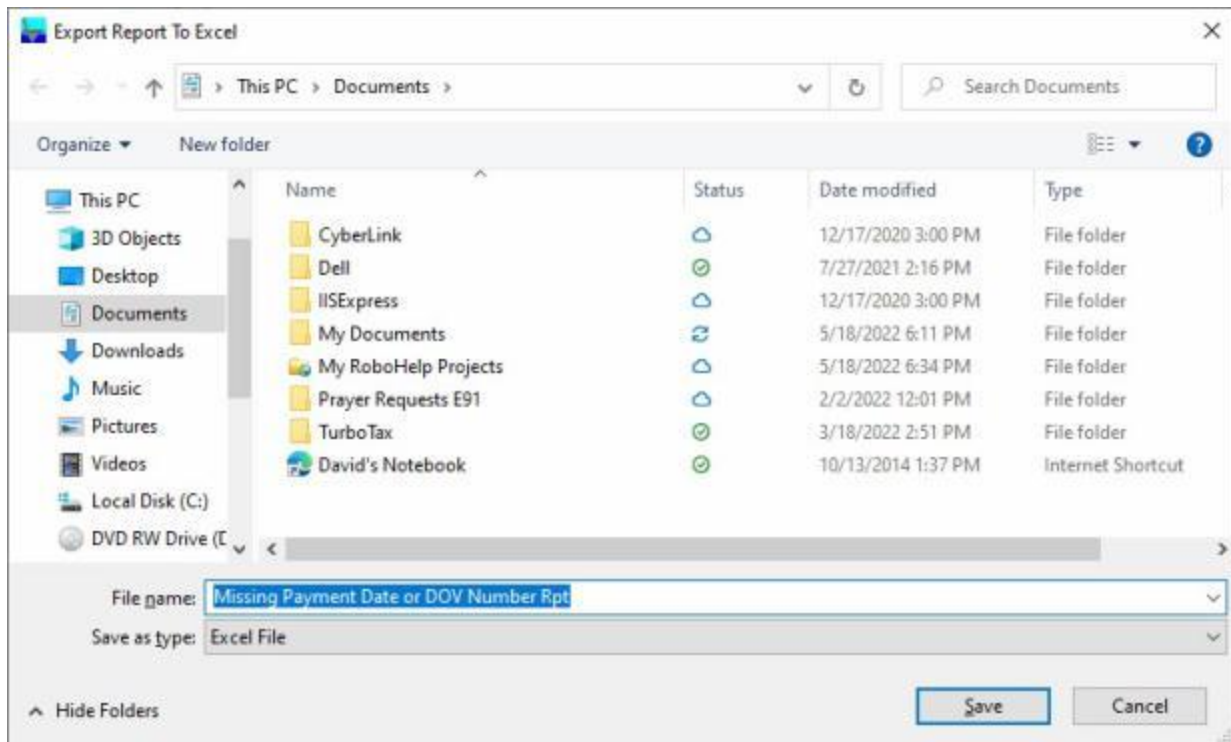 Export Report To Excel
This PC > Documents >
Search Documents
Organize
New folder
This PC
3D Objects
Desktop
Documents
Downloads
Music
Pictures
Videos
Local Disk (C:)
DVD RW Drive (D
Name Status Date modified Type
CyberLink 12/17/2020 3:00 PM File folder
Dell 7/27/2021 2:16 PM File folder
IISExpress 12/17/2020 3:00 PM File folder
My Documents 5/18/2022 6:11 PM File folder
My RoboHelp Projects 5/18/2022 6:34 PM File folder
Prayer Requests E91 2/2/2022 12:01 PM File folder
TurboTax 3/18/2022 2:51 PM File folder
David's Notebook 10/13/2014 1:37 PM Internet Shortcut
File name: Missing Payment Date or DOV Number Rpt
Save as type: Excel File
Hide Folders
Save
Cancel